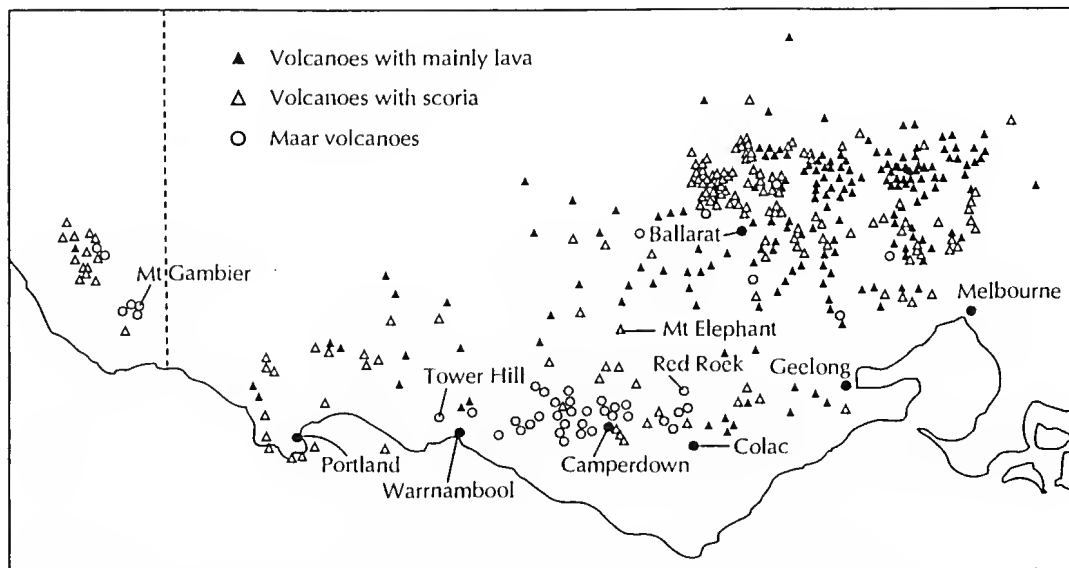 Volcanoes with mainly lava
Volcanoes with scoria
Maar volcanoes
Ballarat
Mt Gambier
Melbourne
Mt Elephant
Red Rock
Geelong
Tower Hill
Portland
Camperdown
Colac
Warrnambool